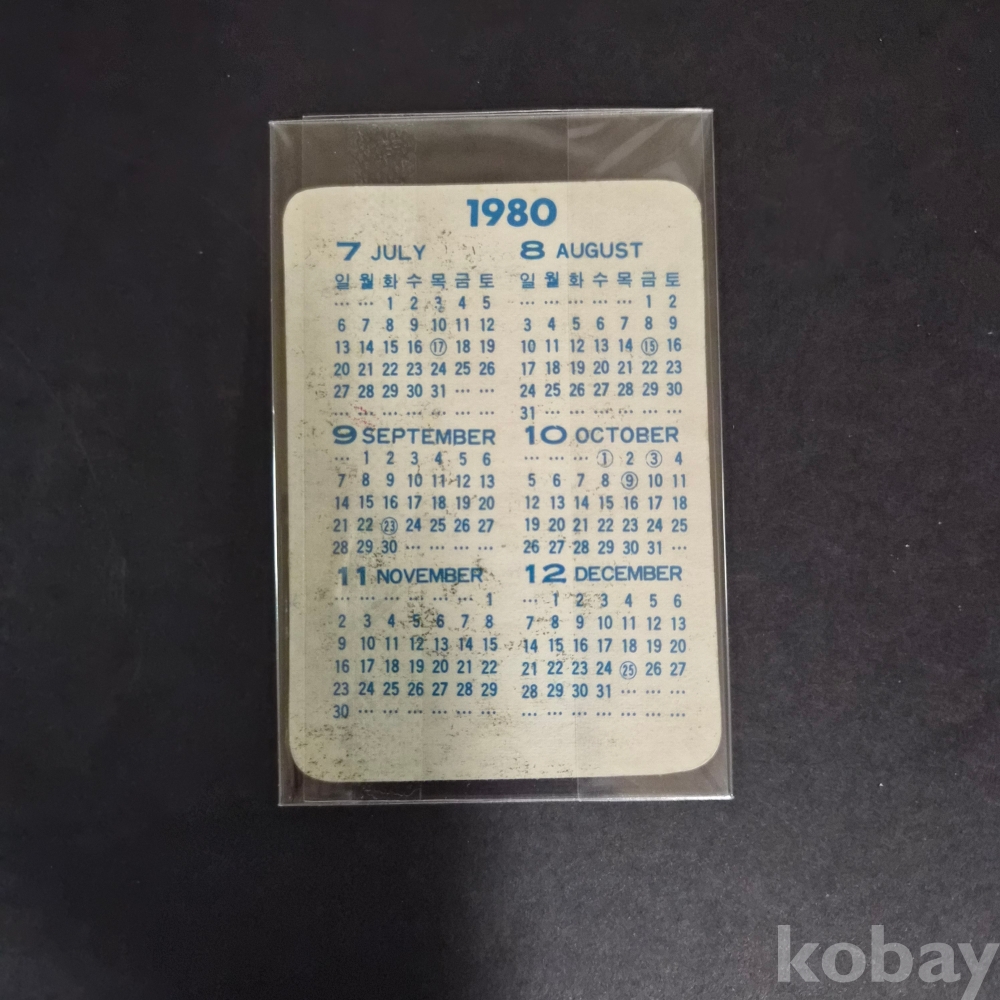 1980
7 JULY
일 월 화 수 목 금 토
… … 1 2 3 4 5
6 7 8 9 10 11 12
13 14 15 16 ⑰ 18 19
20 21 22 23 24 25 26
27 28 29 30 31 … …
… … … … … … …
8 AUGUST
일 월 화 수 목 금 토
… … … … … 1 2
3 4 5 6 7 8 9
10 11 12 13 14 ⑮ 16
17 18 19 20 21 22 23
24 25 26 27 28 29 30
31 … … … … … …
9 SEPTEMBER
… 1 2 3 4 5 6
7 8 9 10 11 12 13
14 15 16 17 18 19 20
21 22 ㉓ 24 25 26 27
28 29 30 … … … …
10 OCTOBER
… … … ① 2 ③ 4
5 6 7 8 ⑨ 10 11
12 13 14 15 16 17 18
19 20 21 22 23 24 25
26 27 28 29 30 31 …
11 NOVEMBER
… … … … … … 1
2 3 4 5 6 7 8
9 10 11 12 13 14 15
16 17 18 19 20 21 22
23 24 25 26 27 28 29
30 … … … … … …
12 DECEMBER
… 1 2 3 4 5 6
7 8 9 10 11 12 13
14 15 16 17 18 19 20
21 22 23 24 ㉕ 26 27
28 29 30 31 … … …
… … … … … … …
kobay